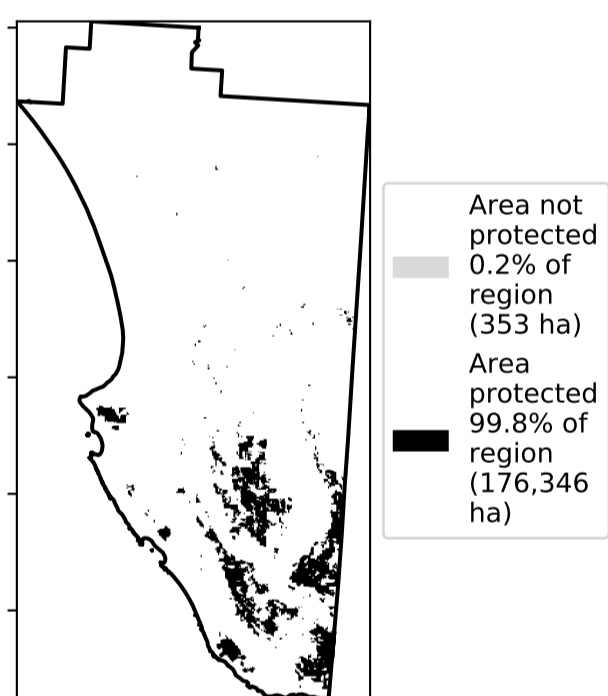 Area not
protected
0.2% of
region
(353 ha)
Area
protected
99.8% of
region
(176,346
ha)